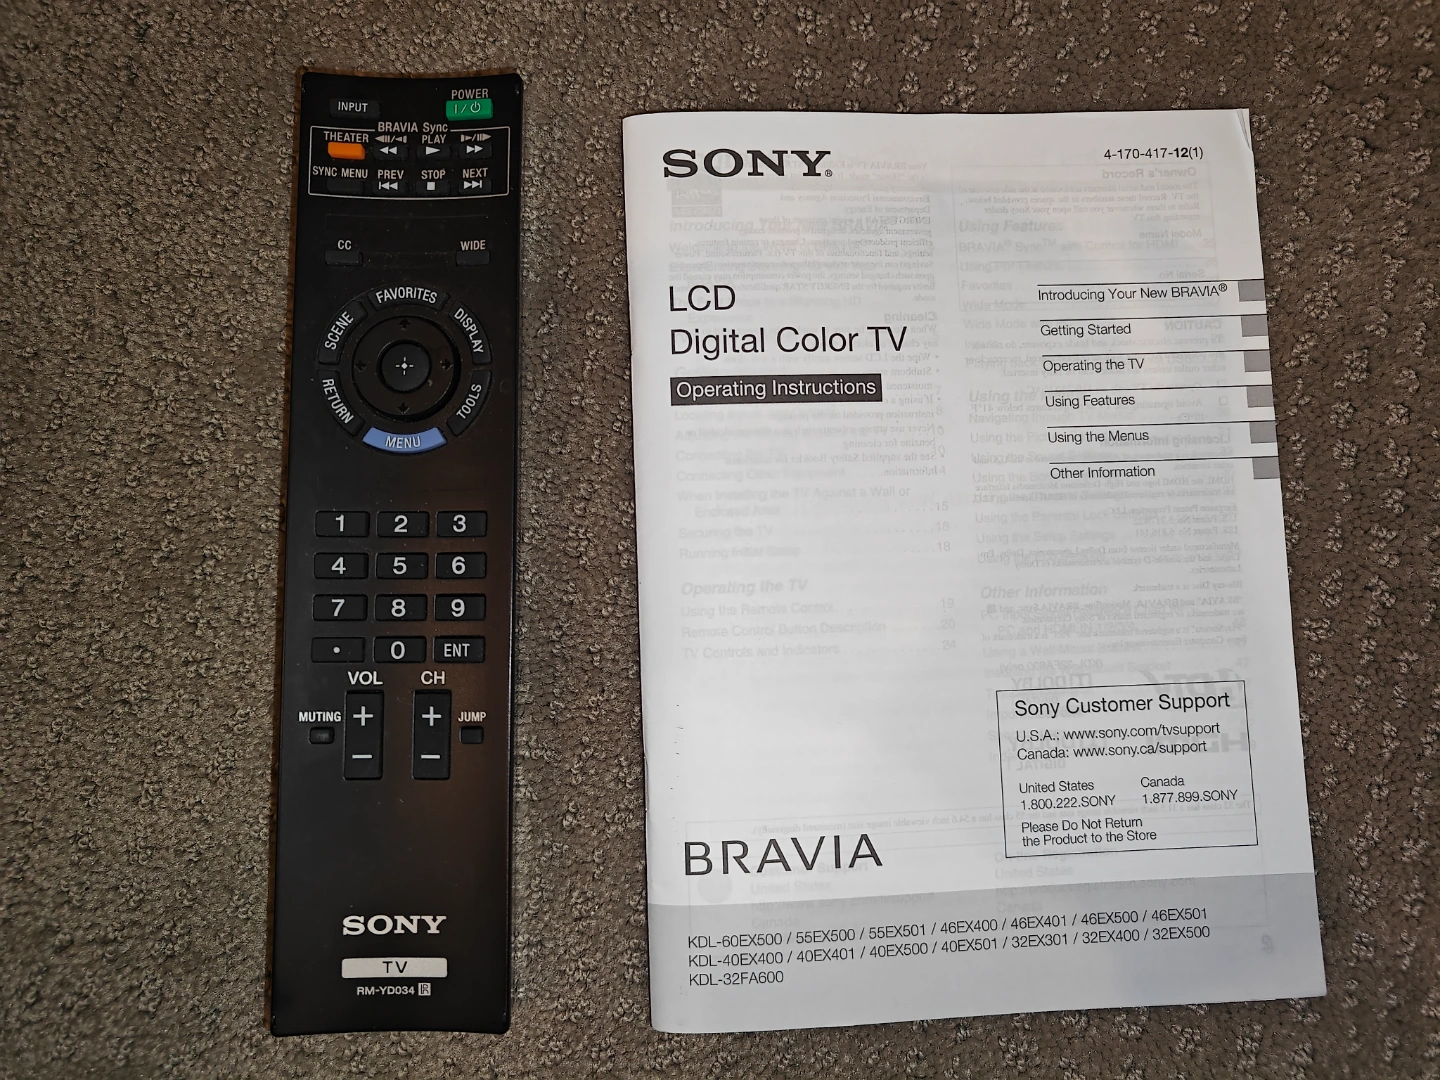 INPUT
POWER
I/⏻
BRAVIA Sync
THEATER
PLAY
SYNC MENU
PREV
STOP
NEXT
CC
WIDE
FAVORITES
SCENE
DISPLAY
RETURN
TOOLS
MENU
1 2 3
4 5 6
7 8 9
• 0 ENT
VOL CH
MUTING + + JUMP
− −
SONY
TV
RM-YD034
SONY®
4-170-417-12(1)
LCD
Digital Color TV
Operating Instructions
Introducing Your New BRAVIA®
Getting Started
Operating the TV
Using Features
Using the Menus
Other Information
Sony Customer Support
U.S.A.: www.sony.com/tvsupport
Canada: www.sony.ca/support
United States
1.800.222.SONY
Canada
1.877.899.SONY
Please Do Not Return
the Product to the Store
BRAVIA
KDL-60EX500 / 55EX500 / 55EX501 / 46EX400 / 46EX401 / 46EX500 / 46EX501
KDL-40EX400 / 40EX401 / 40EX500 / 40EX501 / 32EX301 / 32EX400 / 32EX500
KDL-32FA600